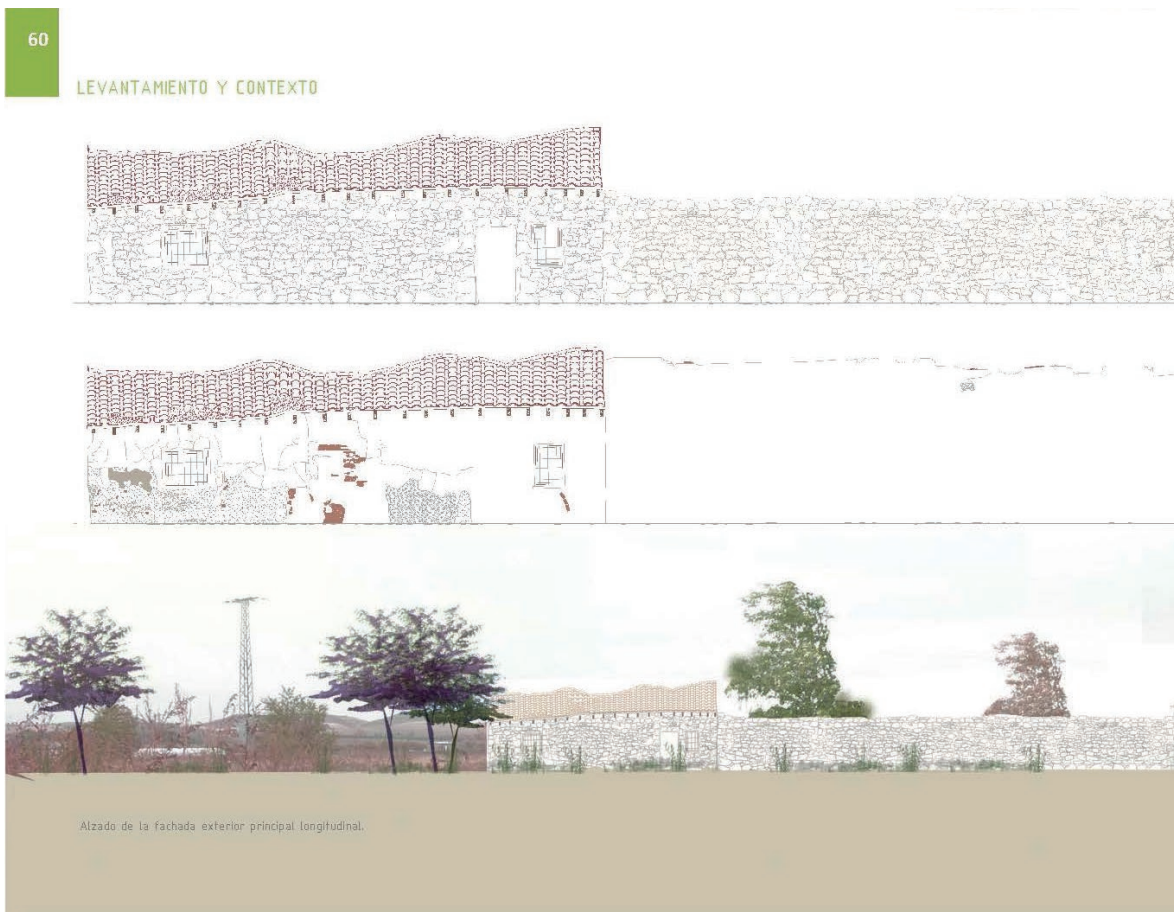 60
LEVANTAMIENTO Y CONTEXTO
Alzado de la fachada exterior principal longitudinal.